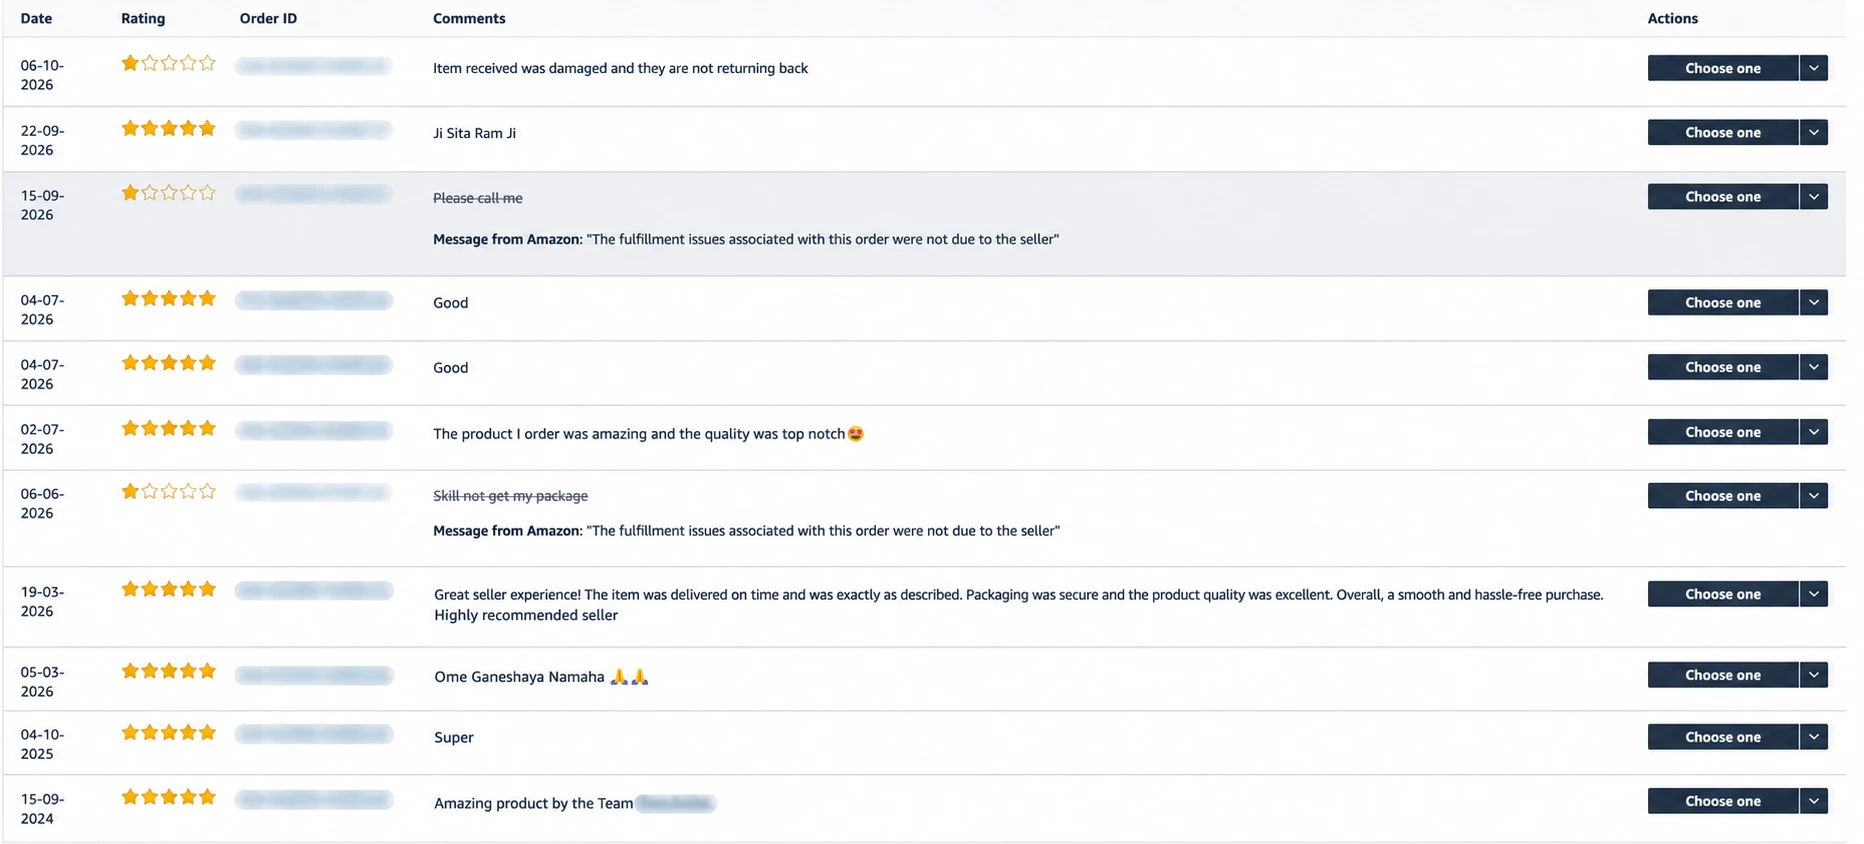 Date Rating Order ID Comments Actions
06-10-
2026
Item received was damaged and they are not returning back
Choose one
22-09-
2026
Ji Sita Ram Ji
Choose one
15-09-
2026
Please call me
Message from Amazon: "The fulfillment issues associated with this order were not due to the seller"
Choose one
04-07-
2026
Good
Choose one
04-07-
2026
Good
Choose one
02-07-
2026
The product I order was amazing and the quality was top notch😍
Choose one
06-06-
2026
Skill not get my package
Message from Amazon: "The fulfillment issues associated with this order were not due to the seller"
Choose one
19-03-
2026
Great seller experience! The item was delivered on time and was exactly as described. Packaging was secure and the product quality was excellent. Overall, a smooth and hassle-free purchase.
Highly recommended seller
Choose one
05-03-
2026
Ome Ganeshaya Namaha 🙏🙏
Choose one
04-10-
2025
Super
Choose one
15-09-
2024
Amazing product by the Team
Choose one